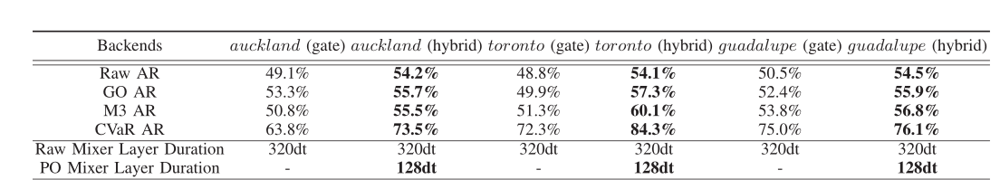 Backends auckland (gate) auckland (hybrid) toronto (gate) toronto (hybrid) guadalupe (gate) guadalupe (hybrid)
Raw AR 49.1% 54.2% 48.8% 54.1% 50.5% 54.5%
GO AR 53.3% 55.7% 49.9% 57.3% 52.4% 55.9%
M3 AR 50.8% 55.5% 51.3% 60.1% 53.8% 56.8%
CVaR AR 63.8% 73.5% 72.3% 84.3% 75.0% 76.1%
Raw Mixer Layer Duration 320dt 320dt 320dt 320dt 320dt 320dt
PO Mixer Layer Duration - 128dt - 128dt - 128dt